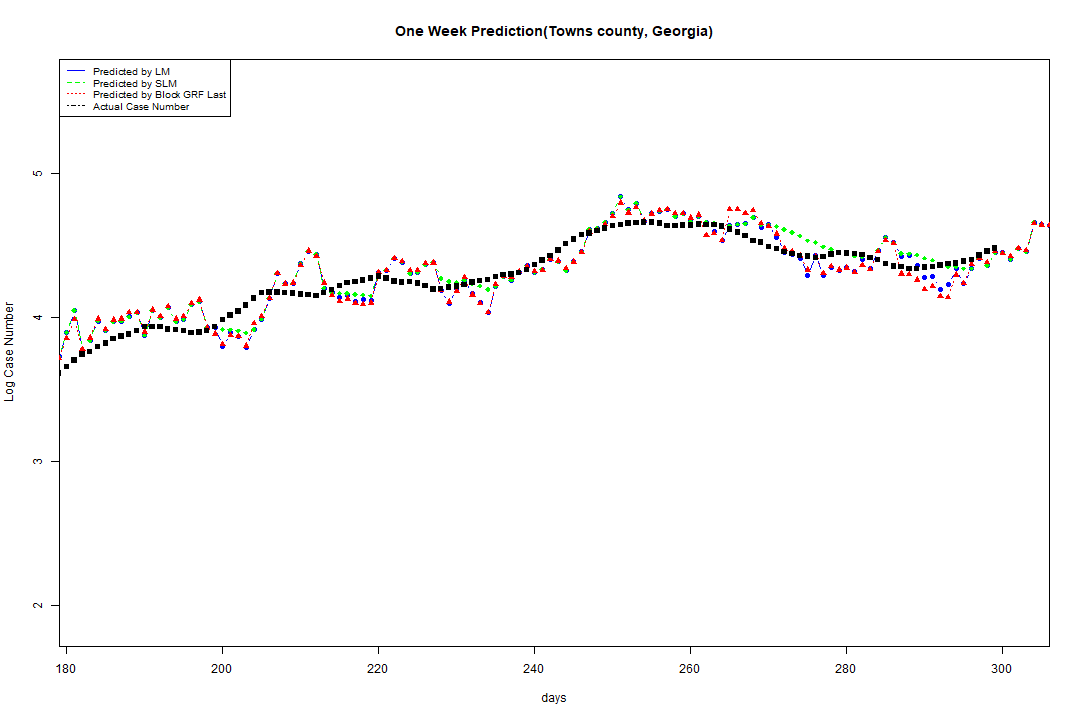 One Week Prediction(Towns county, Georgia)
Predicted by LM
Predicted by SLM
Predicted by Block GRF Last
Actual Case Number
5
4
3
2
Log Case Number
180 200 220 240 260 280 300
days